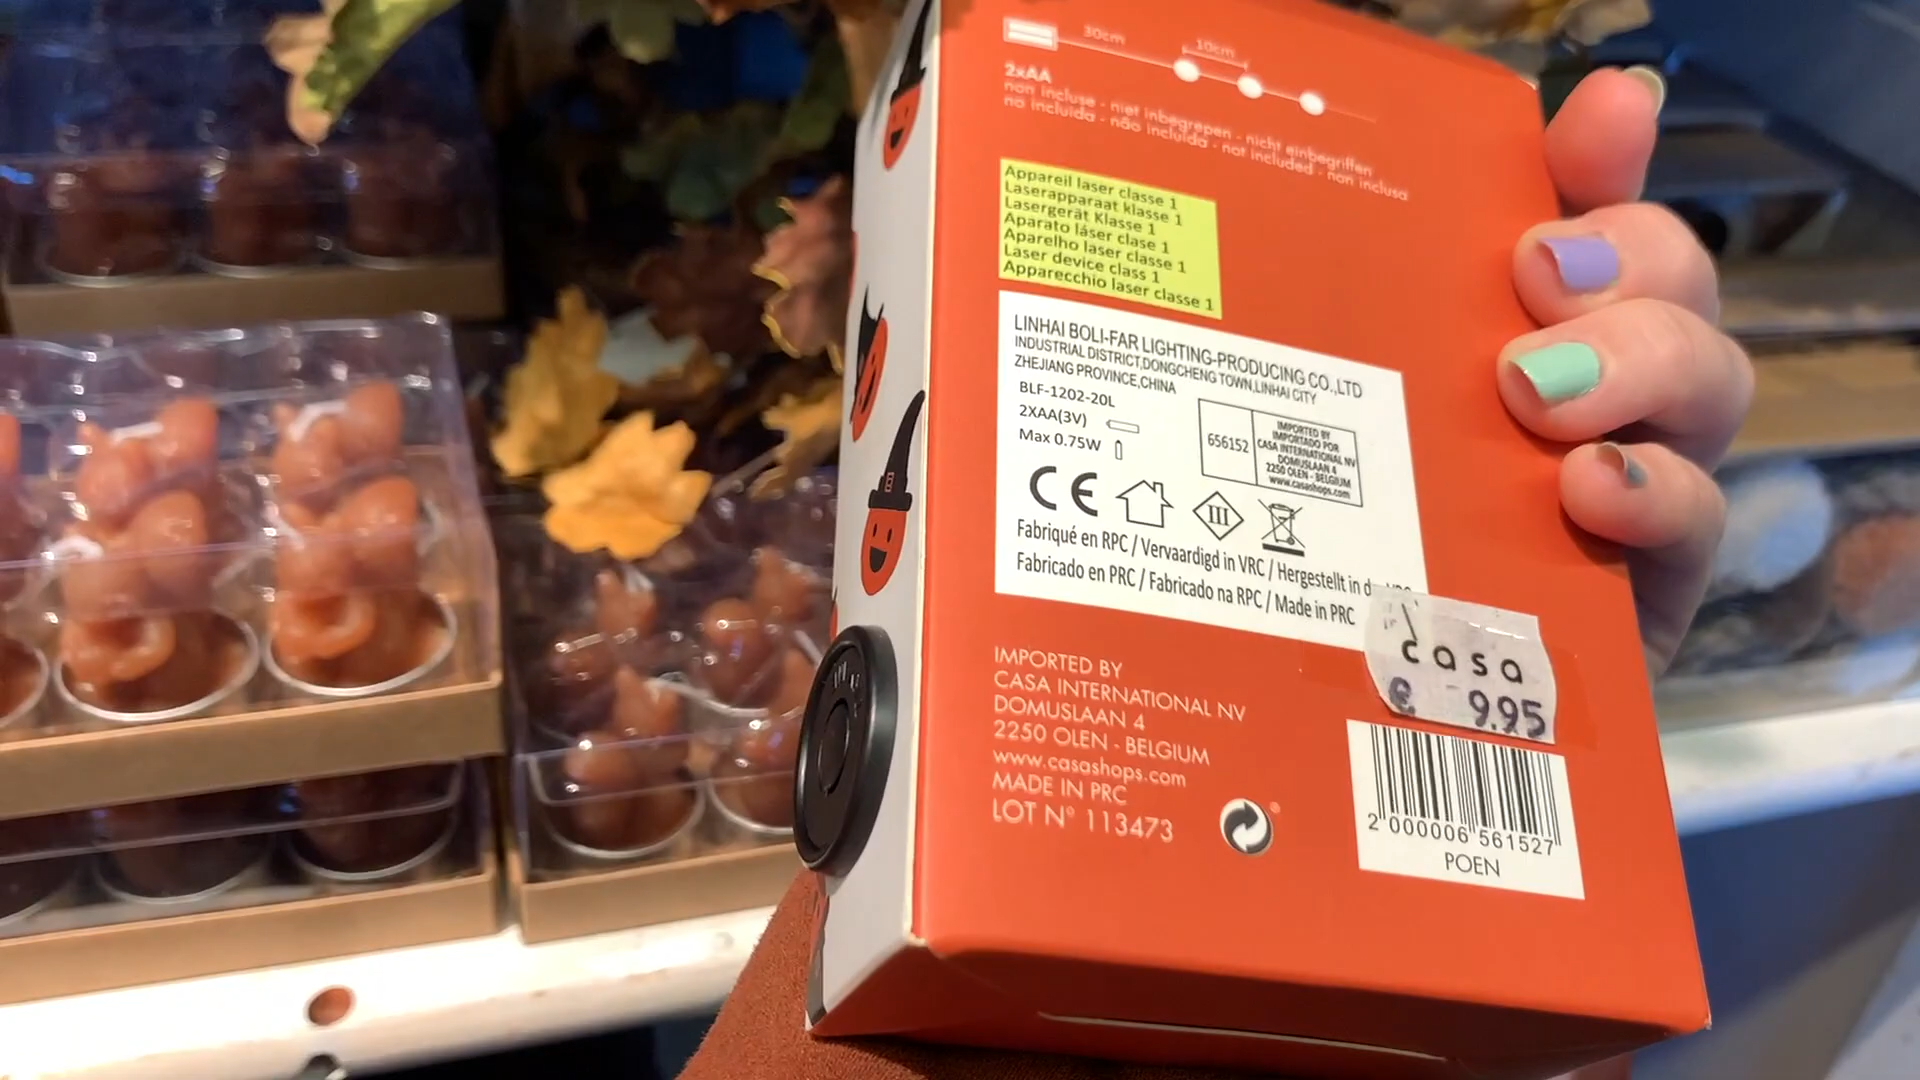 30cm
10cm
2xAA
non incluse - niet inbegrepen - nicht einbegriffen
no incluida - não incluída - not included - non inclusa
Appareil laser classe 1
Laserapparaat klasse 1
Lasergerät Klasse 1
Aparato láser clase 1
Aparelho laser classe 1
Laser device class 1
Apparecchio laser classe 1
LINHAI BOLI-FAR LIGHTING-PRODUCING CO.,LTD
INDUSTRIAL DISTRICT,DONGCHENG TOWN,LINHAI CITY
ZHEJIANG PROVINCE,CHINA
BLF-1202-20L
2XAA(3V)
Max 0.75W
656152
IMPORTED BY
IMPORTADO POR
CASA INTERNATIONAL NV
DOMUSLAAN 4
2250 OLEN - BELGIUM
www.casashops.com
CE
III
Fabriqué en RPC / Vervaardigd in VRC / Hergestellt in
Fabricado en PRC / Fabricado na RPC / Made in PRC
casa
€ 9.95
IMPORTED BY
CASA INTERNATIONAL NV
DOMUSLAAN 4
2250 OLEN - BELGIUM
www.casashops.com
MADE IN PRC
LOT N° 113473
2 000006 561527
POEN